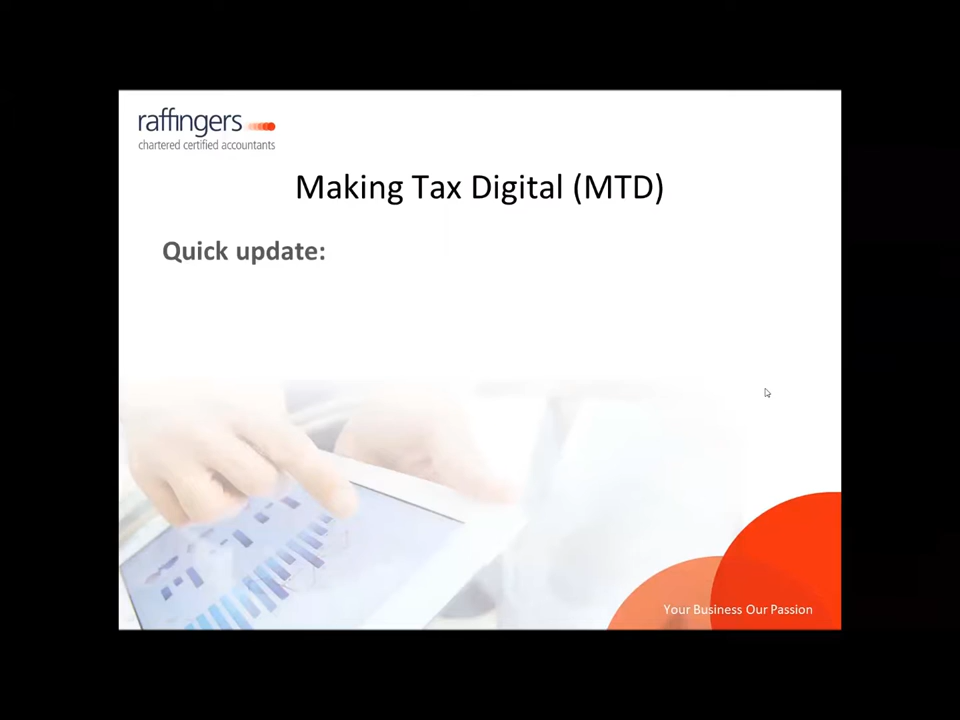 raffingers
chartered certified accountants
Making Tax Digital (MTD)
Quick update:
Your Business Our Passion